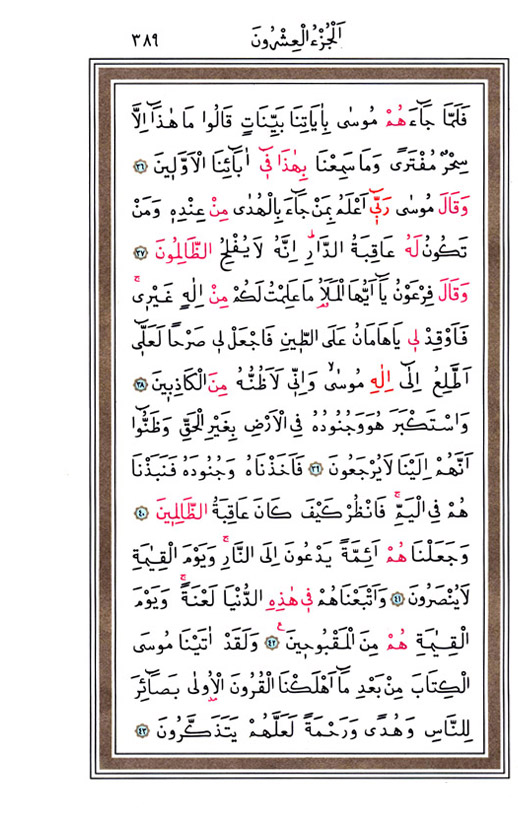 اَلْجُزْءُ الْعِشْرُونَ ٣٨٩
فَلَمَّا جَٓاءَهُمْ مُوسٰى بِاٰيَاتِنَا بَيِّنَاتٍ قَالُوا مَا هٰذَٓا اِلَّا
سِحْرٌ مُفْتَرًى وَمَا سَمِعْنَا بِهٰذَا ف۪ٓي اٰبَٓائِنَا الْاَوَّل۪ينَ ﴿٣٦﴾
وَقَالَ مُوسٰى رَبّ۪ٓي اَعْلَمُ بِمَنْ جَٓاءَ بِالْهُدٰى مِنْ عِنْدِه۪ وَمَنْ
تَكُونُ لَهُ عَاقِبَةُ الدَّارِۜ اِنَّهُ لَا يُفْلِحُ الظَّالِمُونَ ﴿٣٧﴾
وَقَالَ فِرْعَوْنُ يَٓا اَيُّهَا الْمَلَأُ۬ مَا عَلِمْتُ لَكُمْ مِنْ اِلٰهٍ غَيْر۪يۚ
فَاَوْقِدْ ل۪ي يَا هَامَانُ عَلَى الطّ۪ينِ فَاجْعَلْ ل۪ي صَرْحًا لَعَلّ۪ٓي
اَطَّلِعُ اِلٰٓى اِلٰهِ مُوسٰىۙ وَاِنّ۪ي لَاَظُنُّهُ مِنَ الْكَاذِب۪ينَ ﴿٣٨﴾
وَاسْتَكْبَرَ هُوَ وَجُنُودُهُ فِي الْاَرْضِ بِغَيْرِ الْحَقِّ وَظَنُّٓوا
اَنَّهُمْ اِلَيْنَا لَا يُرْجَعُونَ ﴿٣٩﴾ فَاَخَذْنَاهُ وَجُنُودَهُ فَنَبَذْنَا
هُمْ فِي الْيَمِّۚ فَانْظُرْ كَيْفَ كَانَ عَاقِبَةُ الظَّالِم۪ينَ ﴿٤٠﴾
وَجَعَلْنَاهُمْ اَئِمَّةً يَدْعُونَ اِلَى النَّارِۚ وَيَوْمَ الْقِيٰمَةِ
لَا يُنْصَرُونَ ﴿٤١﴾ وَاَتْبَعْنَاهُمْ ف۪ي هٰذِهِ الدُّنْيَا لَعْنَةًۚ وَيَوْمَ
الْقِيٰمَةِ هُمْ مِنَ الْمَقْبُوح۪ينَ۟ ﴿٤٢﴾ وَلَقَدْ اٰتَيْنَا مُوسَى
الْكِتَابَ مِنْ بَعْدِ مَٓا اَهْلَكْنَا الْقُرُونَ الْاُو۫لٰى بَصَٓائِرَ
لِلنَّاسِ وَهُدًى وَرَحْمَةً لَعَلَّهُمْ يَتَذَكَّرُونَ ﴿٤٣﴾